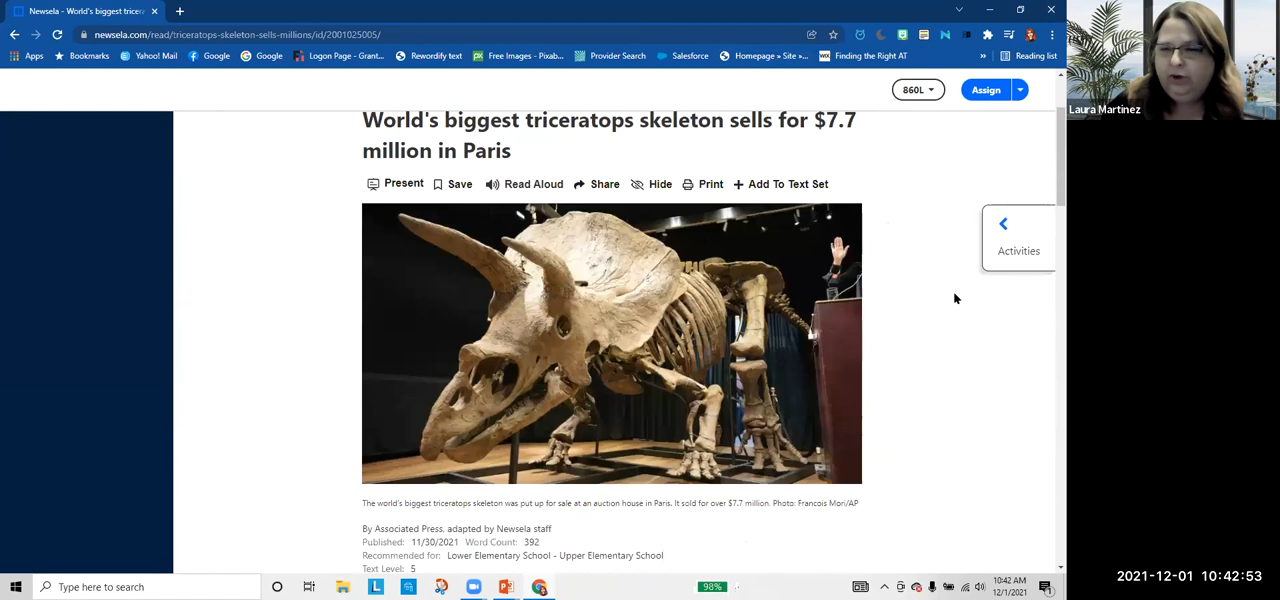 Newsela - World's biggest tricera
newsela.com/read/triceratops-skeleton-sells-millions/id/2001025005/
Apps Bookmarks Yahoo! Mail Google Google Logon Page - Grant... Rewordify text Free Images - Pixab... Provider Search Salesforce Homepage » Site... Finding the Right AT » Reading list
860L Assign
Laura Martinez
World's biggest triceratops skeleton sells for $7.7
million in Paris
Present Save Read Aloud Share Hide Print Add To Text Set
Activities
The world's biggest triceratops skeleton was put up for sale at an auction house in Paris. It sold for over $7.7 million. Photo: Francois Mori/AP
By Associated Press, adapted by Newsela staff
Published: 11/30/2021 Word Count: 392
Recommended for: Lower Elementary School - Upper Elementary School
Text Level: 5
Type here to search
98%
10:42 AM
12/1/2021
2021-12-01 10:42:53